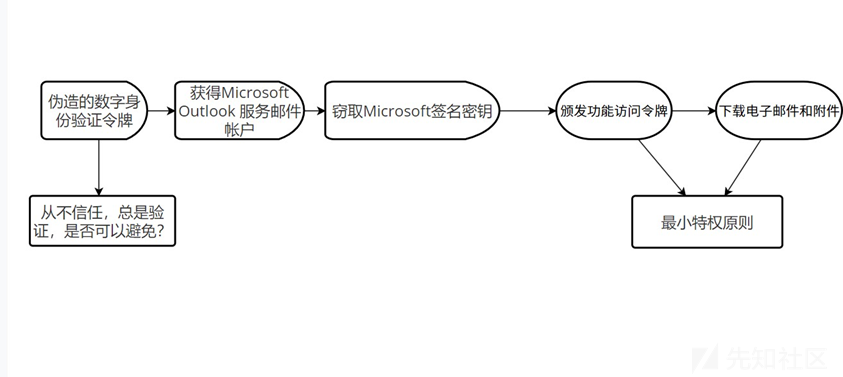 伪造的数字身
份验证令牌
获得Microsoft
Outlook 服务邮件
帐户
窃取Microsoft签名密钥
颁发功能访问令牌
下载电子邮件和附件
从不信任，总是验
证，是否可以避免？
最小特权原则
先知社区